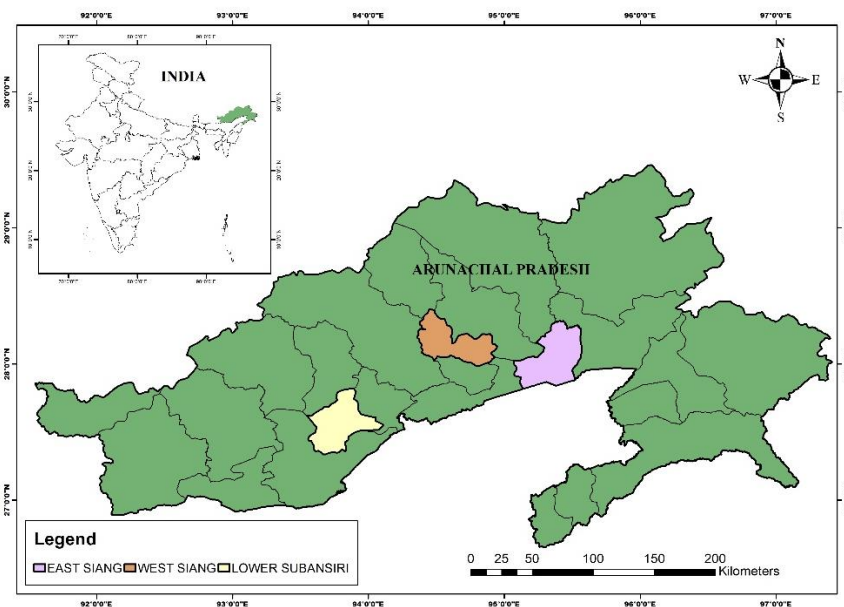 92°0'0"E 93°0'0"E 94°0'0"E 95°0'0"E 96°0'0"E 97°0'0"E
INDIA
N
W E
S
30°0'0"N
29°0'0"N
28°0'0"N
27°0'0"N
ARUNACHAL PRADESH
Legend
EAST SIANG WEST SIANG LOWER SUBANSIRI
0 25 50 100 150 200
Kilometers
92°0'0"E 93°0'0"E 94°0'0"E 95°0'0"E 96°0'0"E 97°0'0"E